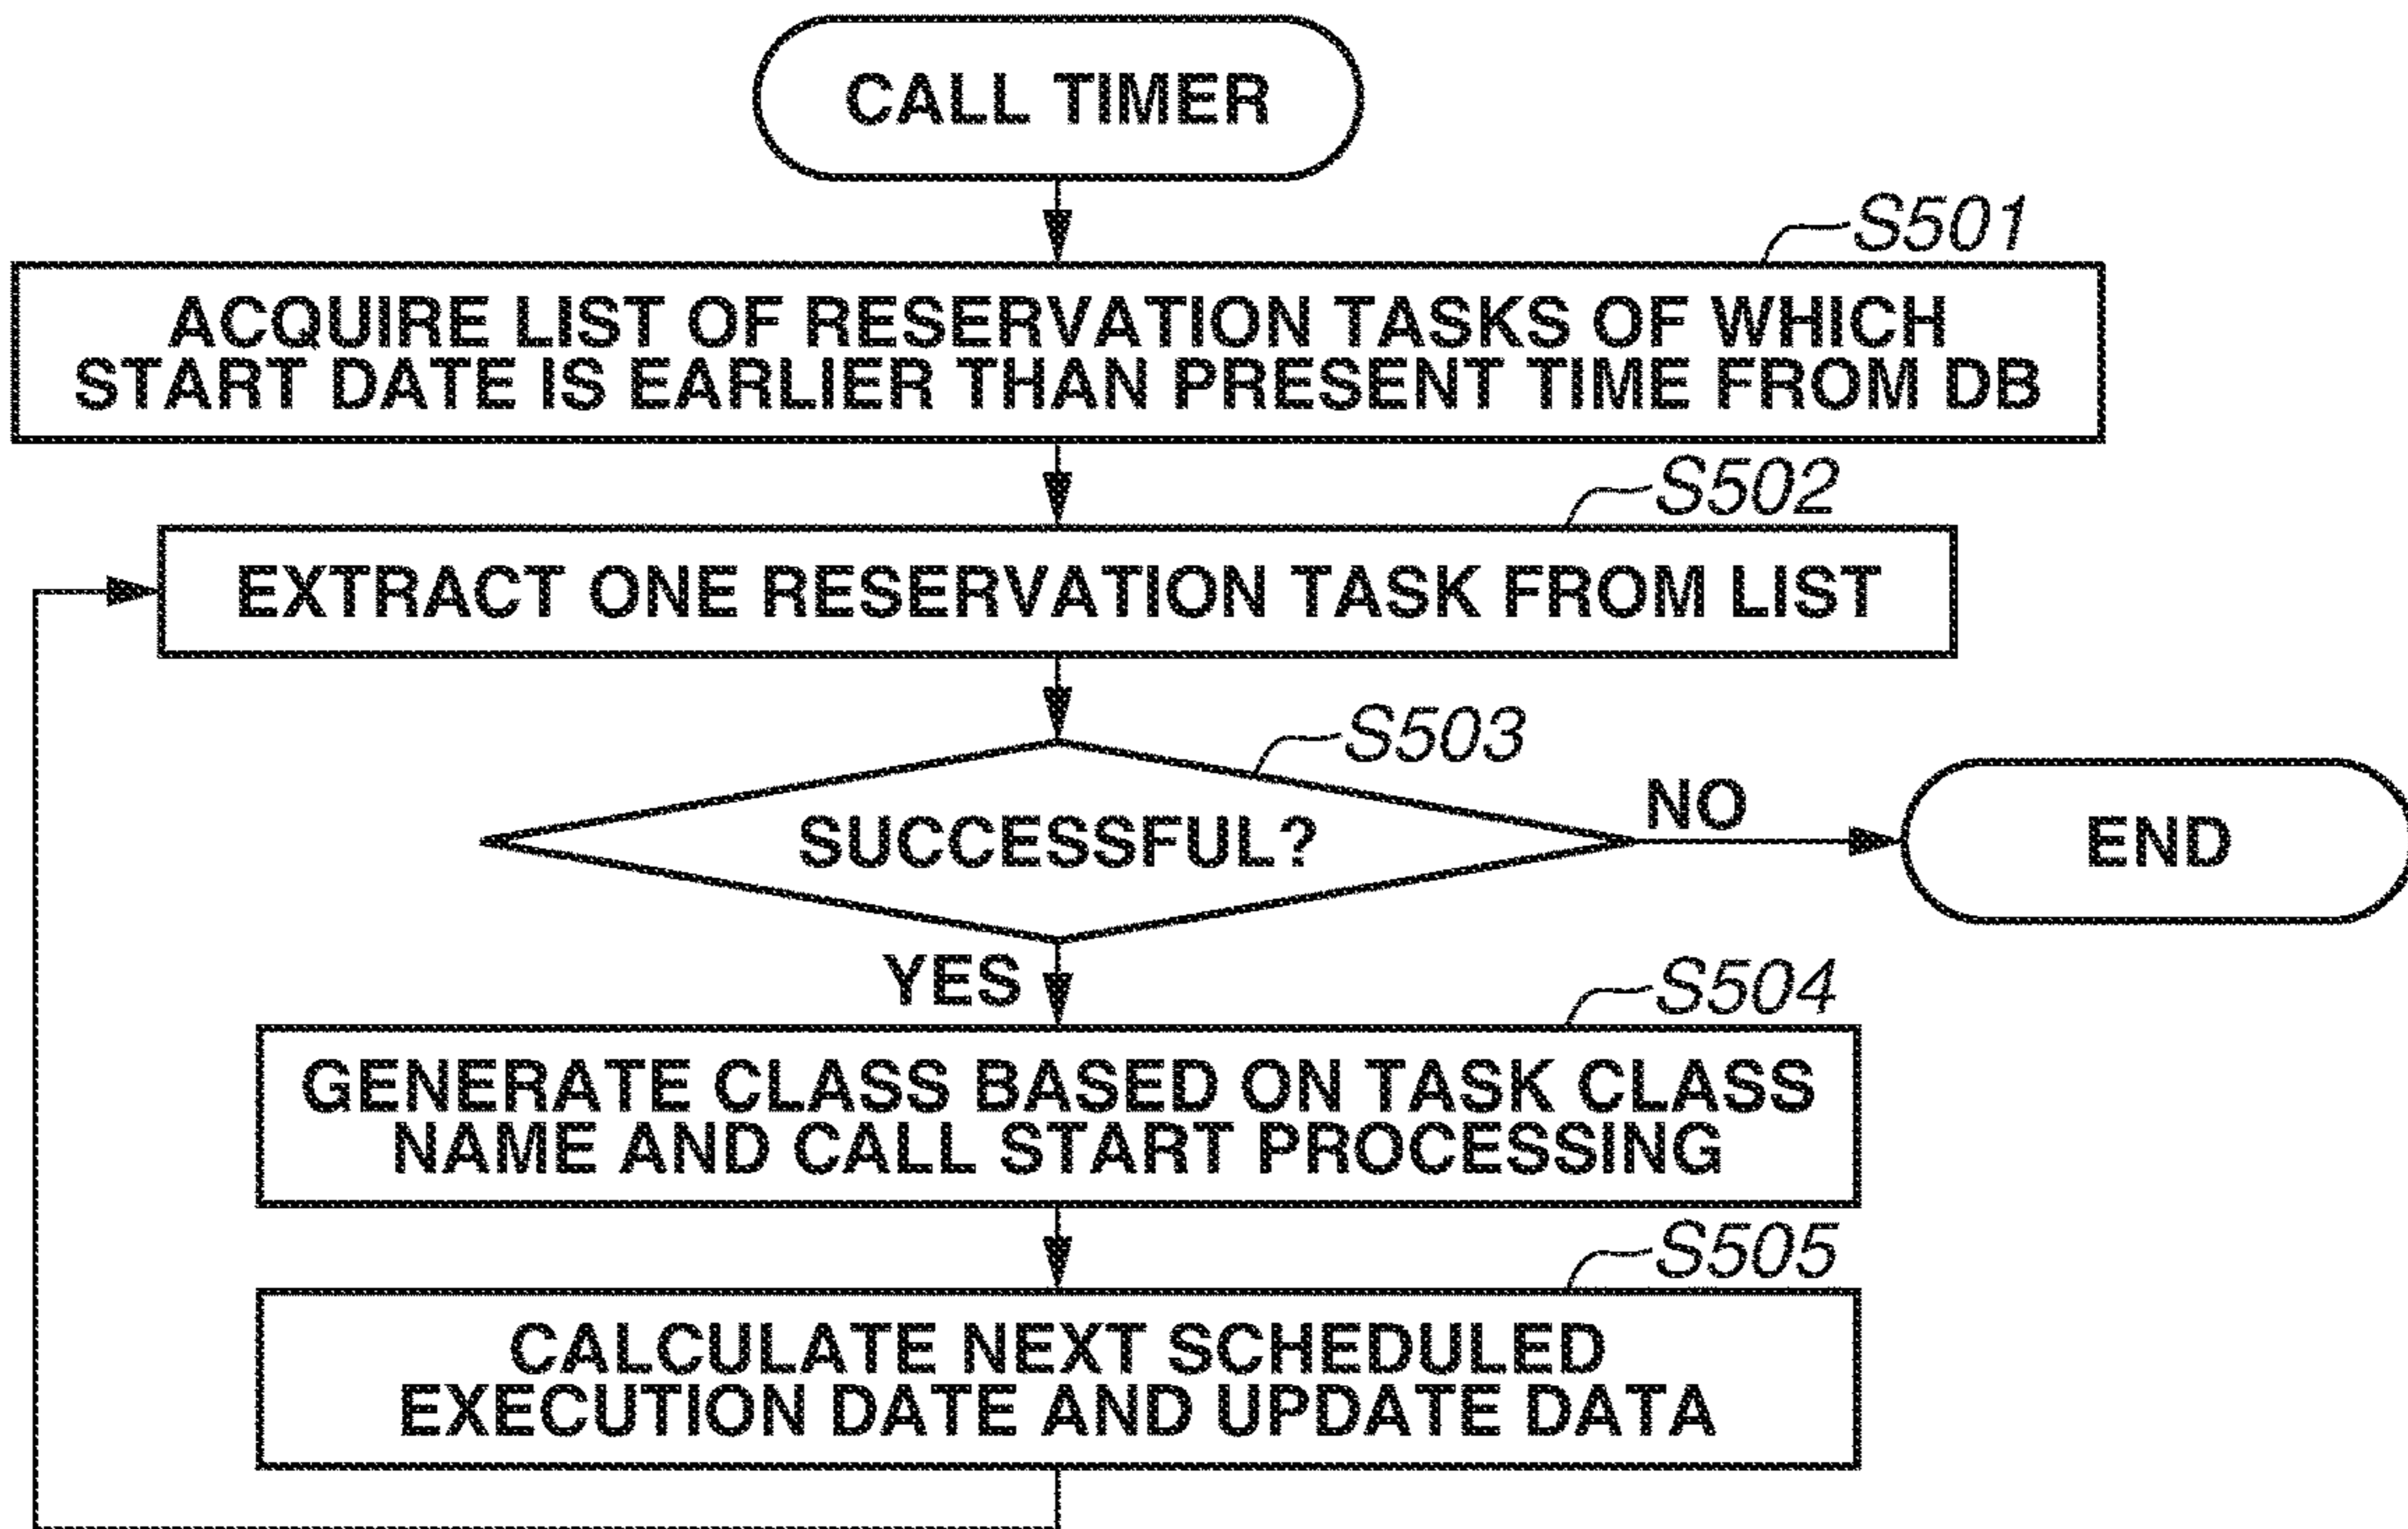 CALL TIMER
S501
ACQUIRE LIST OF RESERVATION TASKS OF WHICH
START DATE IS EARLIER THAN PRESENT TIME FROM DB
S502
EXTRACT ONE RESERVATION TASK FROM LIST
S503
SUCCESSFUL?
NO
END
YES
S504
GENERATE CLASS BASED ON TASK CLASS
NAME AND CALL START PROCESSING
S505
CALCULATE NEXT SCHEDULED
EXECUTION DATE AND UPDATE DATA